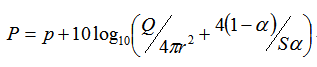 P = p + 10 log₁₀(Q/4πr² + 4(1 − α)/Sα)